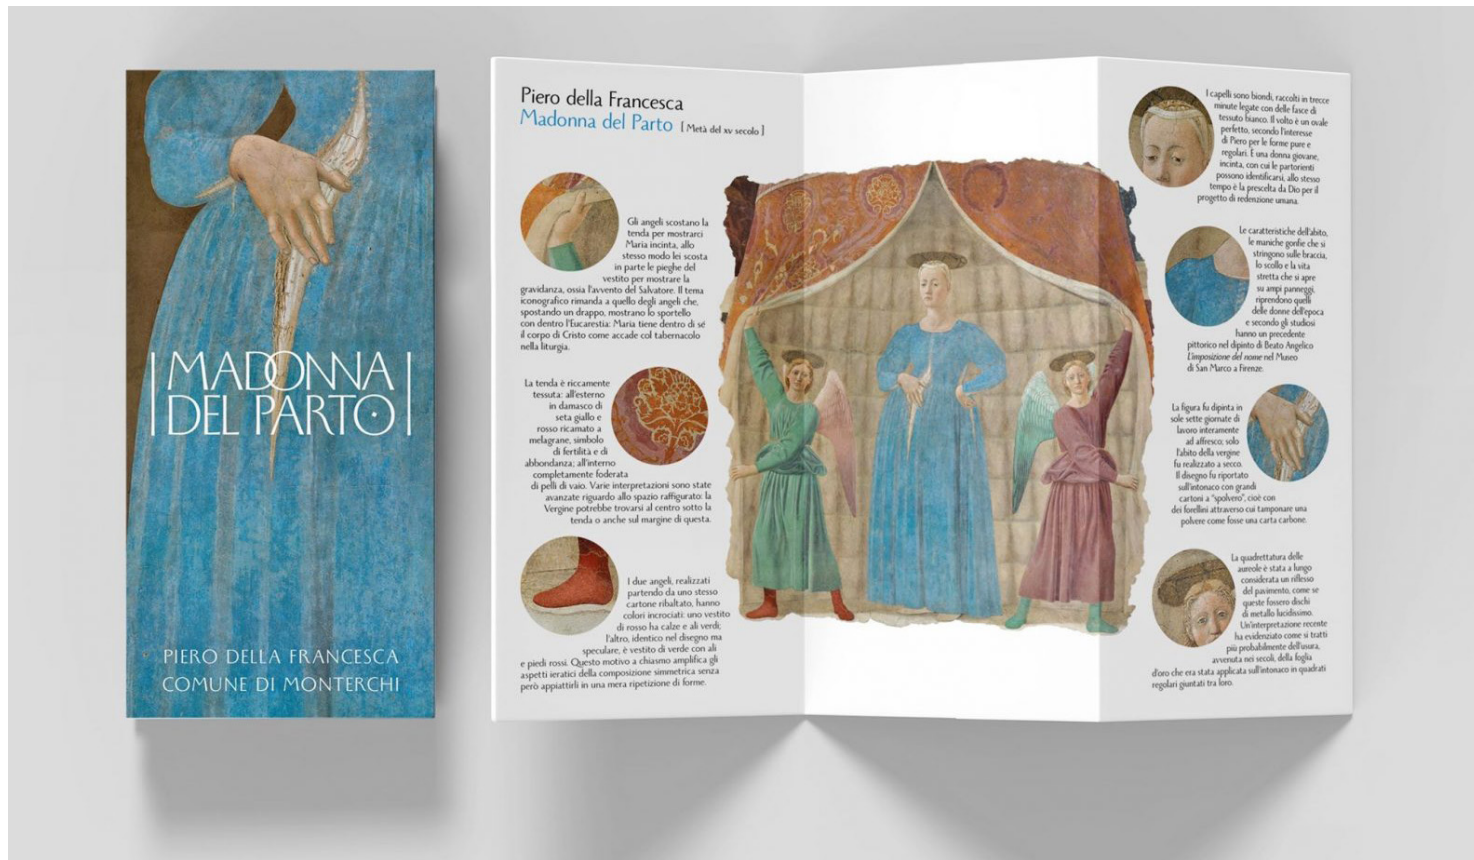 MADONNA
DEL PARTO
PIERO DELLA FRANCESCA
COMUNE DI MONTERCHI
Piero della Francesca
Madonna del Parto [ Metà del xv secolo ]
Gli angeli scostano la
tenda per mostrarci
Maria incinta, allo
stesso modo lei scosta
in parte le pieghe del
vestito per mostrare la
gravidanza, ossia l'avvento del Salvatore. Il tema
iconografico rimanda a quello degli angeli che,
spostando un drappo, mostrano lo sportello
con dentro l'Eucarestia: Maria tiene dentro di sé
il corpo di Cristo come accade col tabernacolo
nella liturgia.
La tenda è riccamente
tessuta: all'esterno
in damasco di
seta giallo e
rosso ricamato a
melagrane, simbolo
di fertilità e di
abbondanza; all'interno
completamente foderata
di pelli di vaio. Varie interpretazioni sono state
avanzate riguardo allo spazio raffigurato: la
Vergine potrebbe trovarsi al centro sotto la
tenda o anche sul margine di questa.
I due angeli, realizzati
partendo da uno stesso
cartone ribaltato, hanno
colori incrociati: uno vestito
di rosso ha calze e ali verdi;
l'altro, identico nel disegno ma
speculare, è vestito di verde con ali
e piedi rossi. Questo motivo a chiasmo amplifica gli
aspetti ieratici della composizione simmetrica senza
però appiattirli in una mera ripetizione di forme.
I capelli sono biondi, raccolti in trecce
minute legate con delle fasce di
tessuto bianco. Il volto è un ovale
perfetto, secondo l'interesse
di Piero per le forme pure e
regolari. È una donna giovane,
incinta, con cui le partorienti
possono identificarsi, allo stesso
tempo è la prescelta da Dio per il
progetto di redenzione umana.
Le caratteristiche dell'abito,
le maniche gonfie che si
stringono sulle braccia,
lo scollo e la vita
stretta che si apre
su ampi panneggi,
riprendono quelli
delle donne dell'epoca
e secondo gli studiosi
hanno un precedente
pittorico nel dipinto di Beato Angelico
L'imposizione del nome nel Museo
di San Marco a Firenze.
La figura fu dipinta in
sole sette giornate di
lavoro interamente
ad affresco; solo
l'abito della vergine
fu realizzato a secco.
Il disegno fu riportato
sull'intonaco con grandi
cartoni a "spolvero", cioè con
dei forellini attraverso cui tamponare una
polvere come fosse una carta carbone.
La quadrettatura delle
aureole è stata a lungo
considerata un riflesso
del pavimento, come se
queste fossero dischi
di metallo lucidissimo.
Un'interpretazione recente
ha evidenziato come si tratti
più probabilmente dell'usura,
avvenuta nei secoli, della foglia
d'oro che era stata applicata sull'intonaco in quadrati
regolari giuntati tra loro.